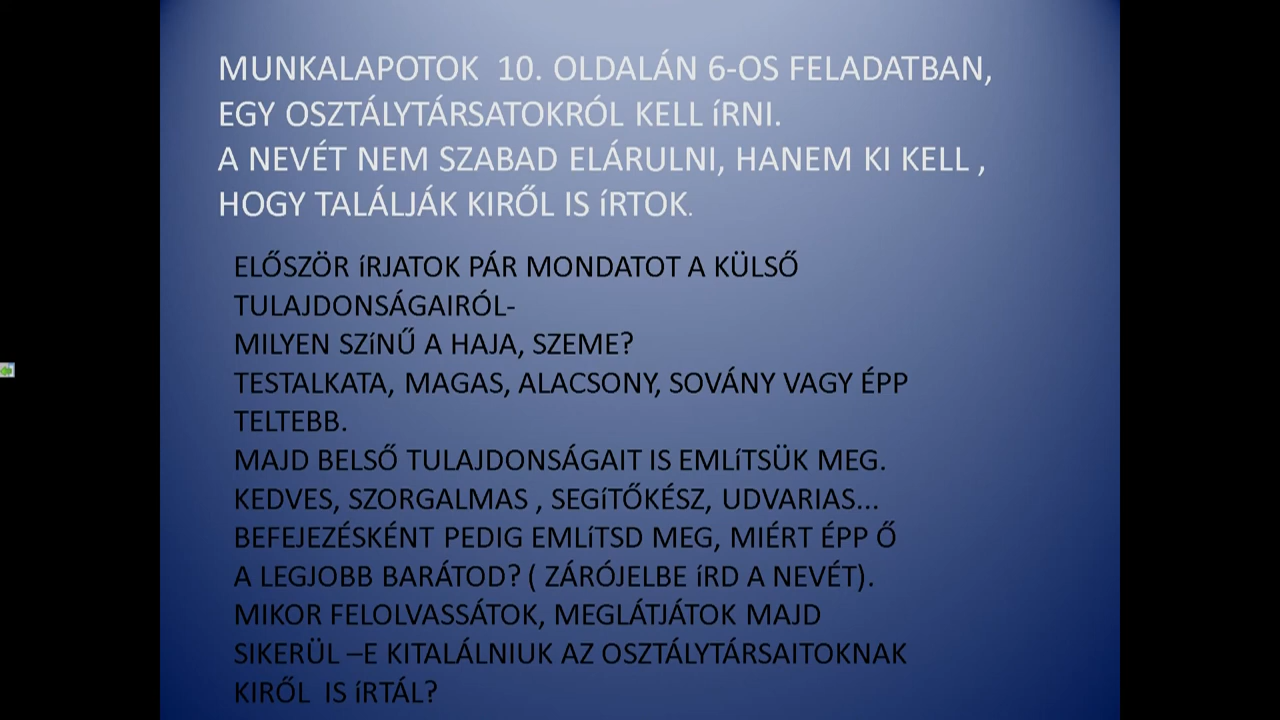 MUNKALAPOTOK 10. OLDALÁN 6-OS FELADATBAN,
EGY OSZTÁLYTÁRSATOKRÓL KELL íRNI.
A NEVÉT NEM SZABAD ELÁRULNI, HANEM KI KELL ,
HOGY TALÁLJÁK KIRŐL IS íRTOK.
ELŐSZÖR íRJATOK PÁR MONDATOT A KÜLSŐ
TULAJDONSÁGAIRÓL-
MILYEN SZíNŰ A HAJA, SZEME?
TESTALKATA, MAGAS, ALACSONY, SOVÁNY VAGY ÉPP
TELTEBB.
MAJD BELSŐ TULAJDONSÁGAIT IS EMLíTSÜK MEG.
KEDVES, SZORGALMAS , SEGíTŐKÉSZ, UDVARIAS...
BEFEJEZÉSKÉNT PEDIG EMLíTSD MEG, MIÉRT ÉPP Ő
A LEGJOBB BARÁTOD? ( ZÁRÓJELBE íRD A NEVÉT).
MIKOR FELOLVASSÁTOK, MEGLÁTJÁTOK MAJD
SIKERÜL –E KITALÁLNIUK AZ OSZTÁLYTÁRSAITOKNAK
KIRŐL IS íRTÁL?